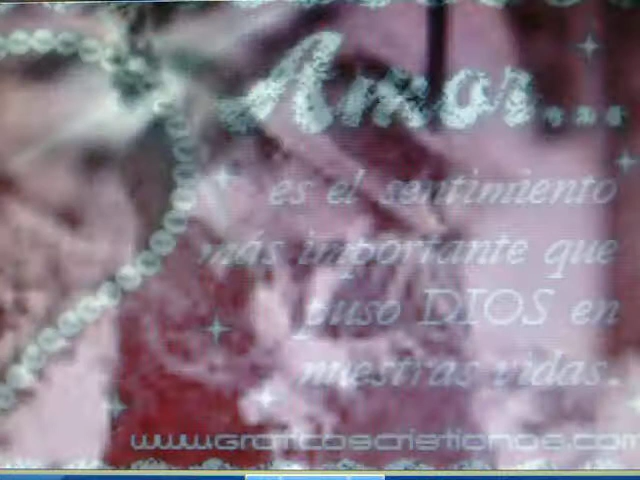 Amor...
es el sentimiento
más importante que
puso DIOS en
nuestras vidas.
www.Graficoscristianos.com